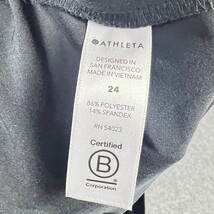 ATHLETA
DESIGNED IN
SAN FRANCISCO
MADE IN VIETNAM
24
86% POLYESTER
14% SPANDEX
RN 54023
Certified
B
Corporation